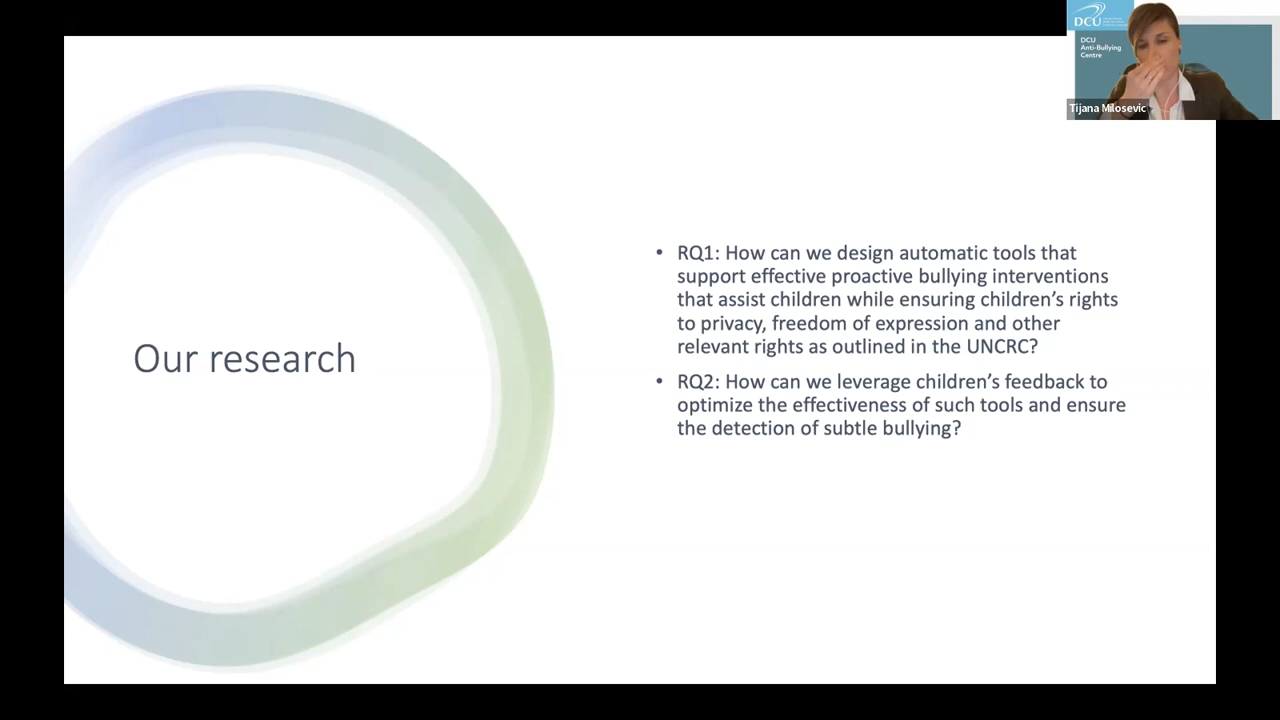 DCU
DCU
Anti-Bullying
Centre
Tijana Milosevic
Our research
• RQ1: How can we design automatic tools that
support effective proactive bullying interventions
that assist children while ensuring children’s rights
to privacy, freedom of expression and other
relevant rights as outlined in the UNCRC?
• RQ2: How can we leverage children’s feedback to
optimize the effectiveness of such tools and ensure
the detection of subtle bullying?